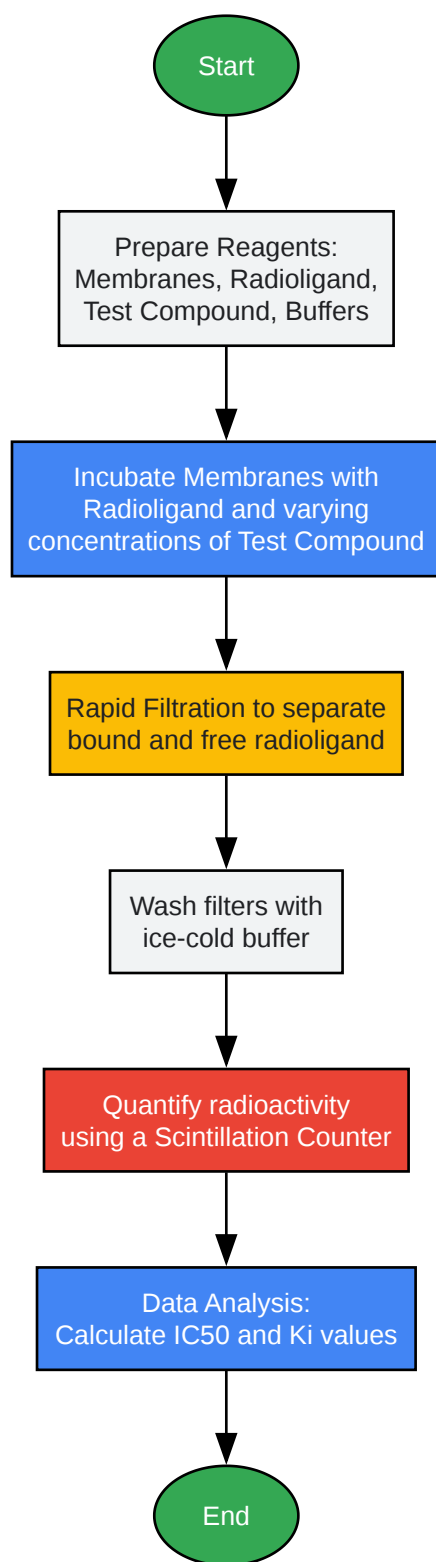 Start
Prepare Reagents:
Membranes, Radioligand,
Test Compound, Buffers
Incubate Membranes with
Radioligand and varying
concentrations of Test Compound
Rapid Filtration to separate
bound and free radioligand
Wash filters with
ice-cold buffer
Quantify radioactivity
using a Scintillation Counter
Data Analysis:
Calculate IC50 and Ki values
End